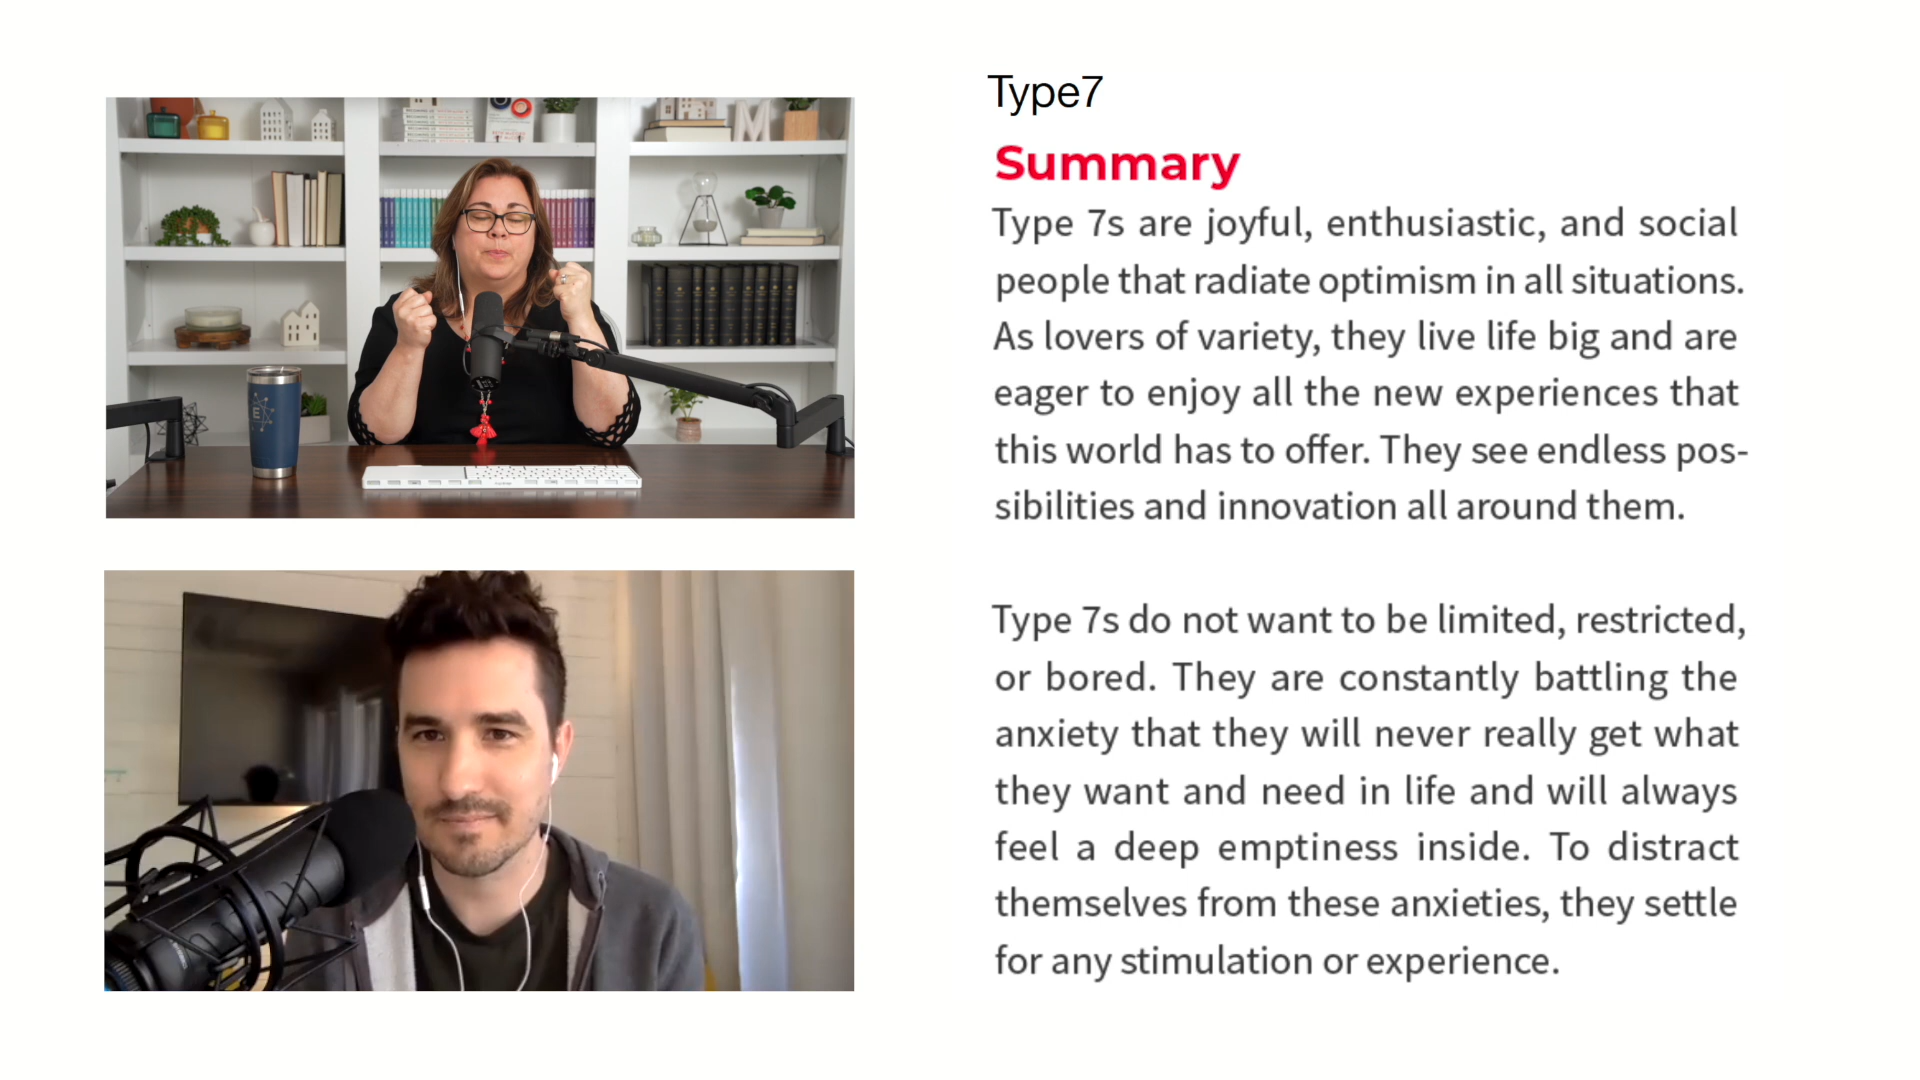 Type7
Summary
Type 7s are joyful, enthusiastic, and social
people that radiate optimism in all situations.
As lovers of variety, they live life big and are
eager to enjoy all the new experiences that
this world has to offer. They see endless pos-
sibilities and innovation all around them.
Type 7s do not want to be limited, restricted,
or bored. They are constantly battling the
anxiety that they will never really get what
they want and need in life and will always
feel a deep emptiness inside. To distract
themselves from these anxieties, they settle
for any stimulation or experience.
M
E